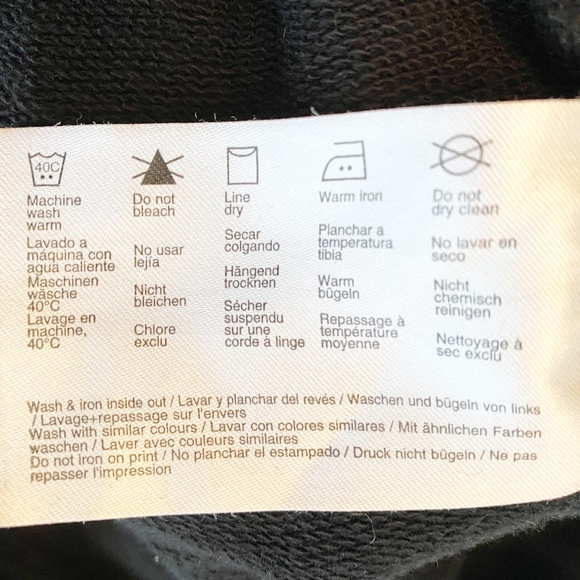 40C
Machine
wash
warm
Lavado a
máquina con
agua caliente
Maschinen
wäsche
40°C
Lavage en
machine,
40°C
Do not
bleach
No usar
lejía
Nicht
bleichen
Chlore
exclu
Line
dry
Secar
colgando
Hängend
trocknen
Sécher
suspendu
sur une
corde à linge
Warm iron
Planchar a
temperatura
tibia
Warm
bügeln
Repassage à
température
moyenne
Do not
dry clean
No lavar en
seco
Nicht
chemisch
reinigen
Nettoyage à
sec exclu
Wash & iron inside out / Lavar y planchar del revés / Waschen und bügeln von links
/ Lavage+repassage sur l'envers
Wash with similar colours / Lavar con colores similares / Mit ähnlichen Farben
waschen / Laver avec couleurs similaires
Do not iron on print / No planchar el estampado / Druck nicht bügeln / Ne pas
repasser l'impression